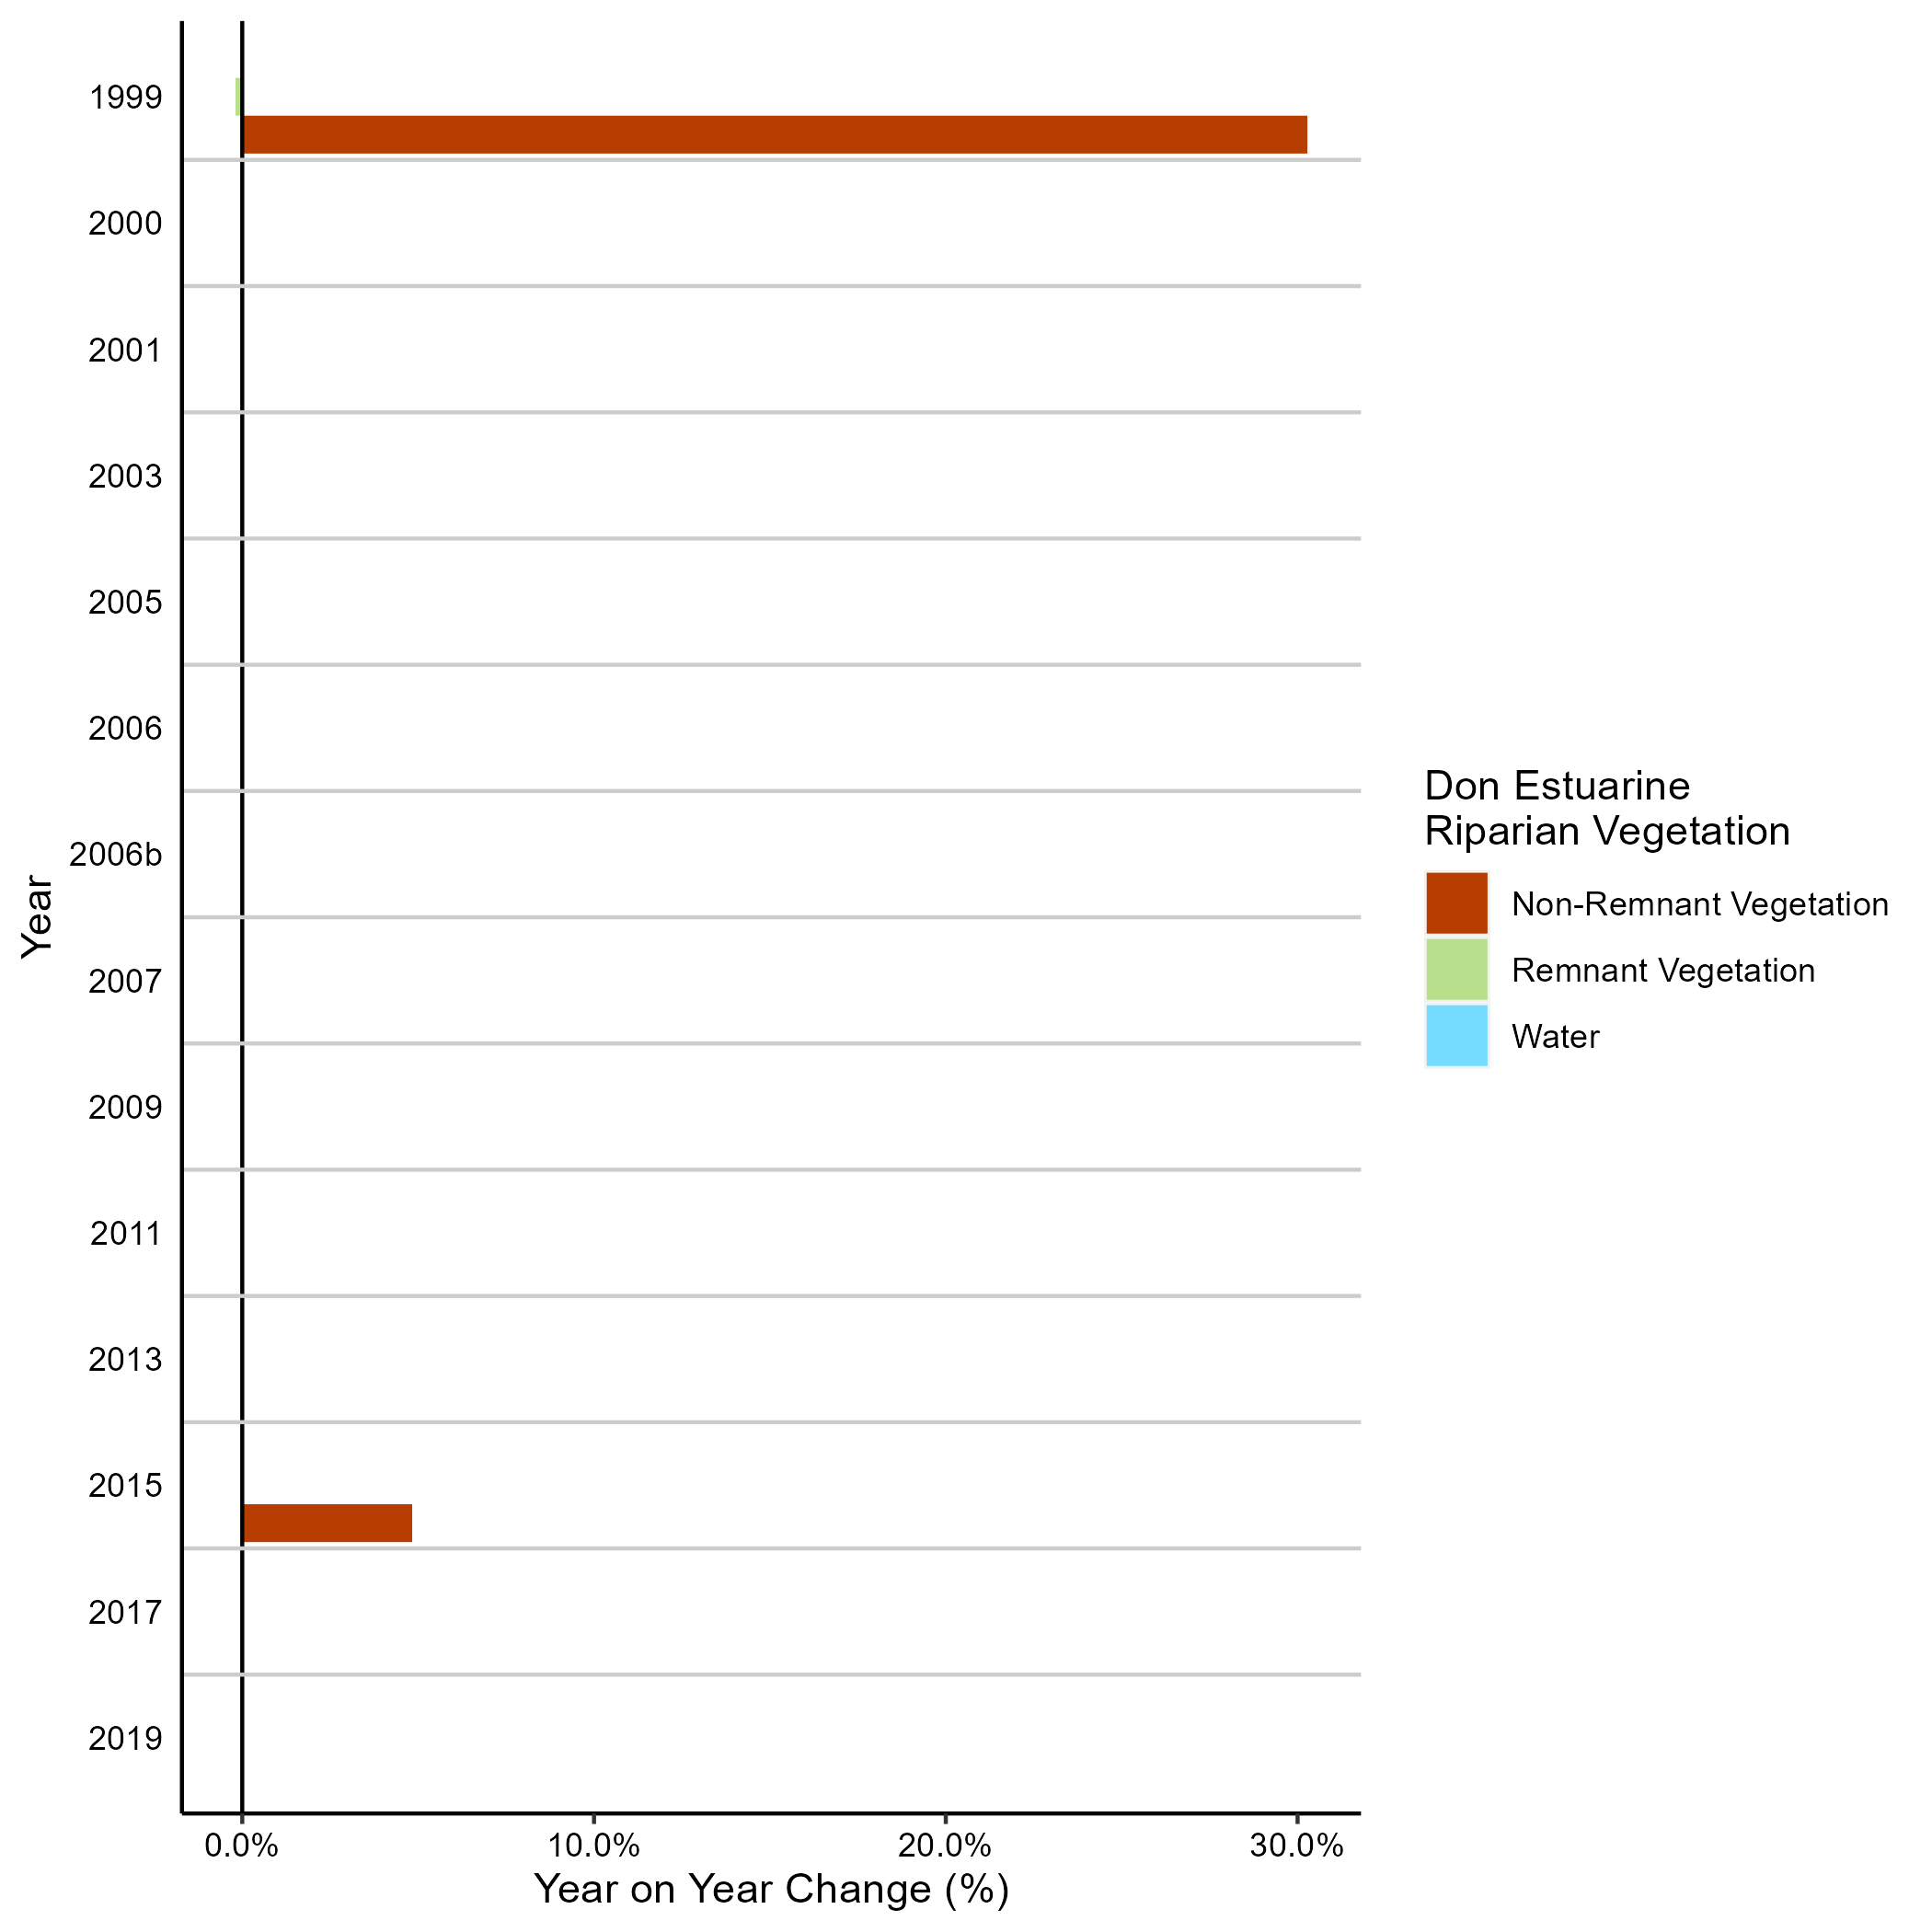 1999
2000
2001
2003
2005
2006
2006b
2007
2009
2011
2013
2015
2017
2019
Year
0.0%
10.0%
20.0%
30.0%
Year on Year Change (%)
Don Estuarine
Riparian Vegetation
Non-Remnant Vegetation
Remnant Vegetation
Water